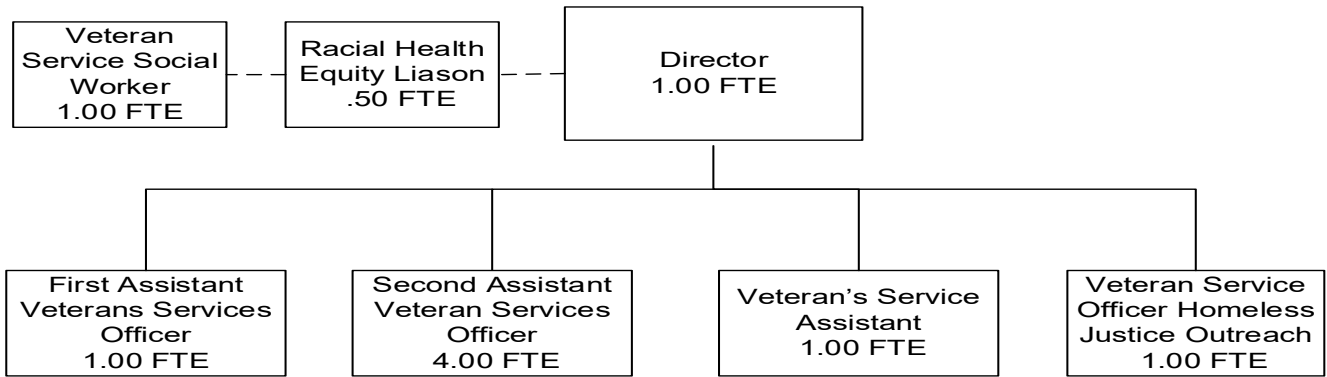 Veteran
Service Social
Worker
1.00 FTE
Racial Health
Equity Liason
.50 FTE
Director
1.00 FTE
First Assistant
Veterans Services
Officer
1.00 FTE
Second Assistant
Veteran Services
Officer
4.00 FTE
Veteran’s Service
Assistant
1.00 FTE
Veteran Service
Officer Homeless
Justice Outreach
1.00 FTE